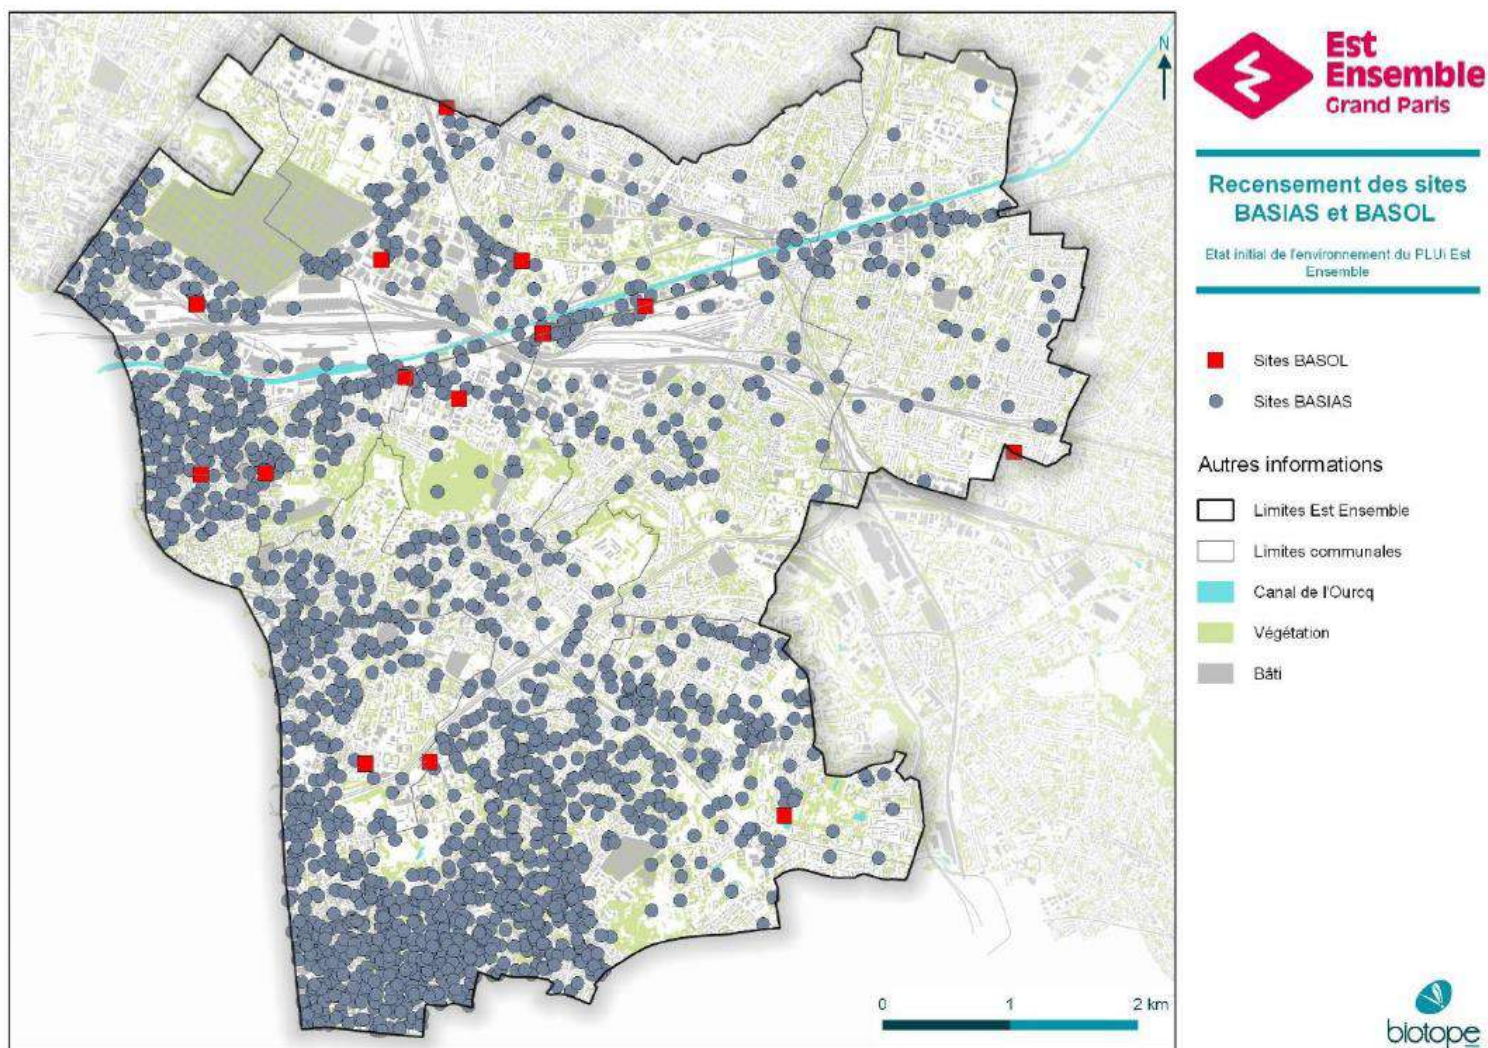 N
Est
Ensemble
Grand Paris
Recensement des sites
BASIAS et BASOL
Etat initial de l'environnement du PLUi Est
Ensemble
Sites BASOL
Sites BASIAS
Autres informations
Limites Est Ensemble
Limites communales
Canal de l'Ourcq
Végétation
Bâti
0 1 2 km
biotope